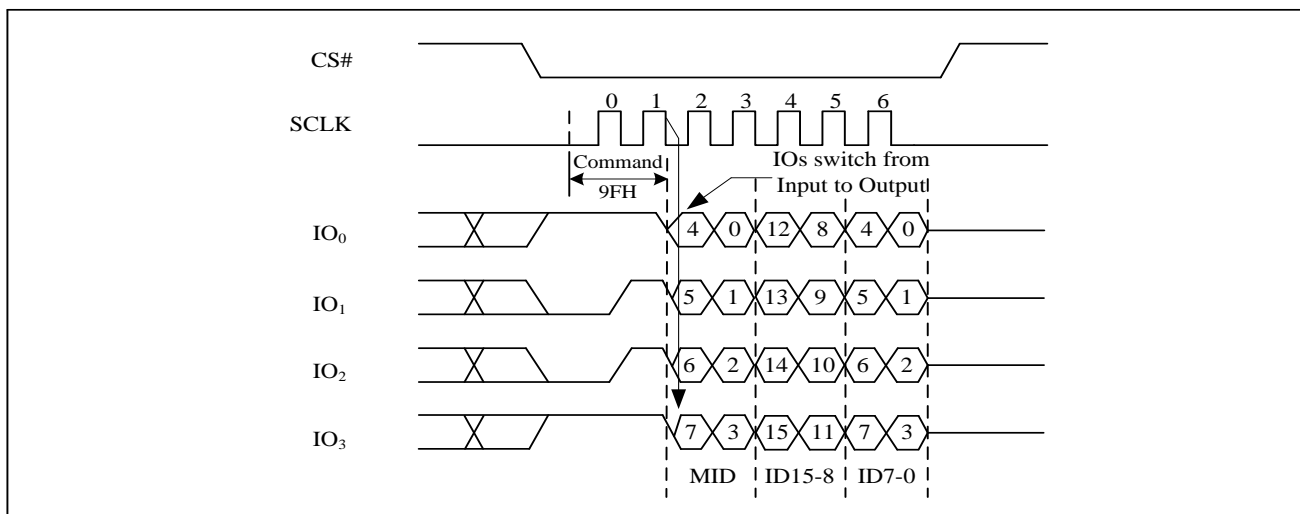 CS#
0 1 2 3 4 5 6
SCLK
Command
9FH
IOs switch from
Input to Output
IO₀ 4 0 12 8 4 0
IO₁ 5 1 13 9 5 1
IO₂ 6 2 14 10 6 2
IO₃ 7 3 15 11 7 3
MID ID15-8 ID7-0